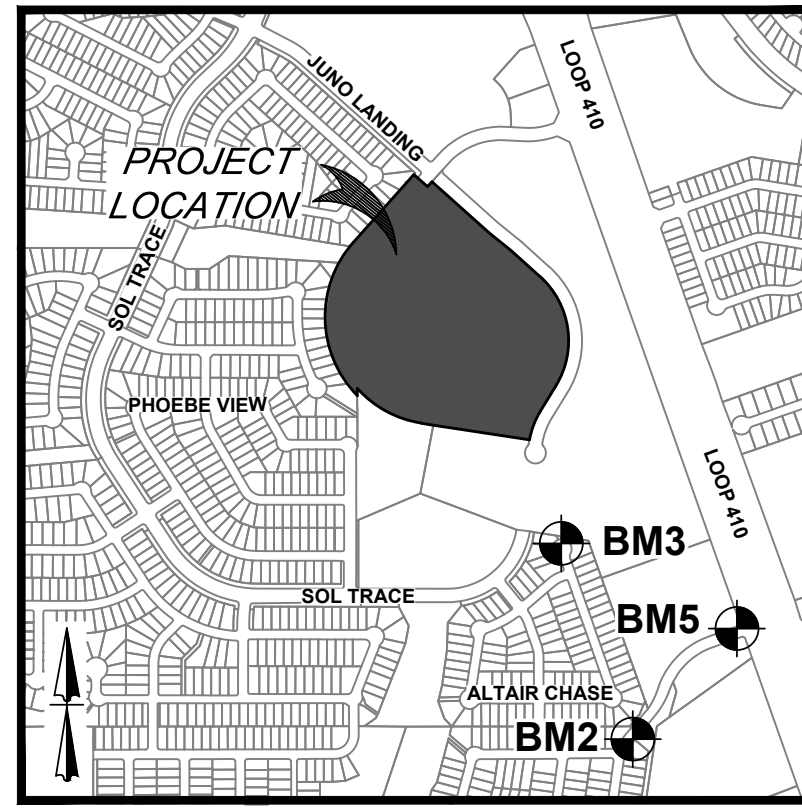 LOOP 410
JUNO LANDING
PROJECT
LOCATION
SOL TRACE
PHOEBE VIEW
LOOP 410
BM3
SOL TRACE
BM5
ALTAIR CHASE
BM2